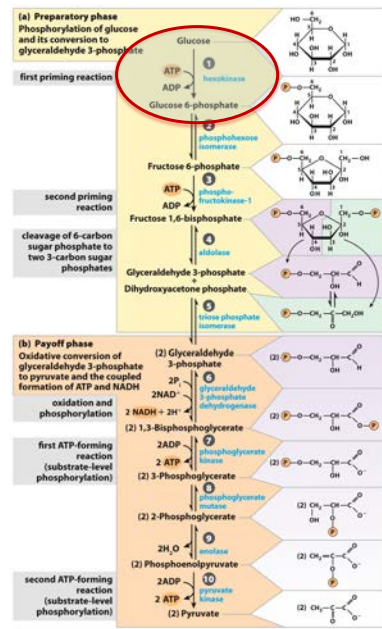 (a) Preparatory phase
Phosphorylation of glucose
and its conversion to
glyceraldehyde 3-phosphate
Glucose
first priming reaction
ATP
ADP
1
hexokinase
Glucose 6-phosphate
2
phosphohexose
isomerase
Fructose 6-phosphate
second priming
reaction
ATP
ADP
3
phospho-
fructokinase-1
Fructose 1,6-bisphosphate
cleavage of 6-carbon
sugar phosphate to
two 3-carbon sugar
phosphates
4
aldolase
Glyceraldehyde 3-phosphate
+
Dihydroxyacetone phosphate
5
triose phosphate
isomerase
(b) Payoff phase
Oxidative conversion of
glyceraldehyde 3-phosphate
to pyruvate and the coupled
formation of ATP and NADH
(2) Glyceraldehyde
3-phosphate
oxidation and
phosphorylation
2Pi
2NAD+
2 NADH + 2H+
6
glyceraldehyde
3-phosphate
dehydrogenase
(2) 1,3-Bisphosphoglycerate
first ATP-forming
reaction
(substrate-level
phosphorylation)
2ADP
2 ATP
7
phosphoglycerate
kinase
(2) 3-Phosphoglycerate
8
phosphoglycerate
mutase
(2) 2-Phosphoglycerate
2H2O
9
enolase
(2) Phosphoenolpyruvate
second ATP-forming
reaction
(substrate-level
phosphorylation)
2ADP
2 ATP
10
pyruvate
kinase
(2) Pyruvate